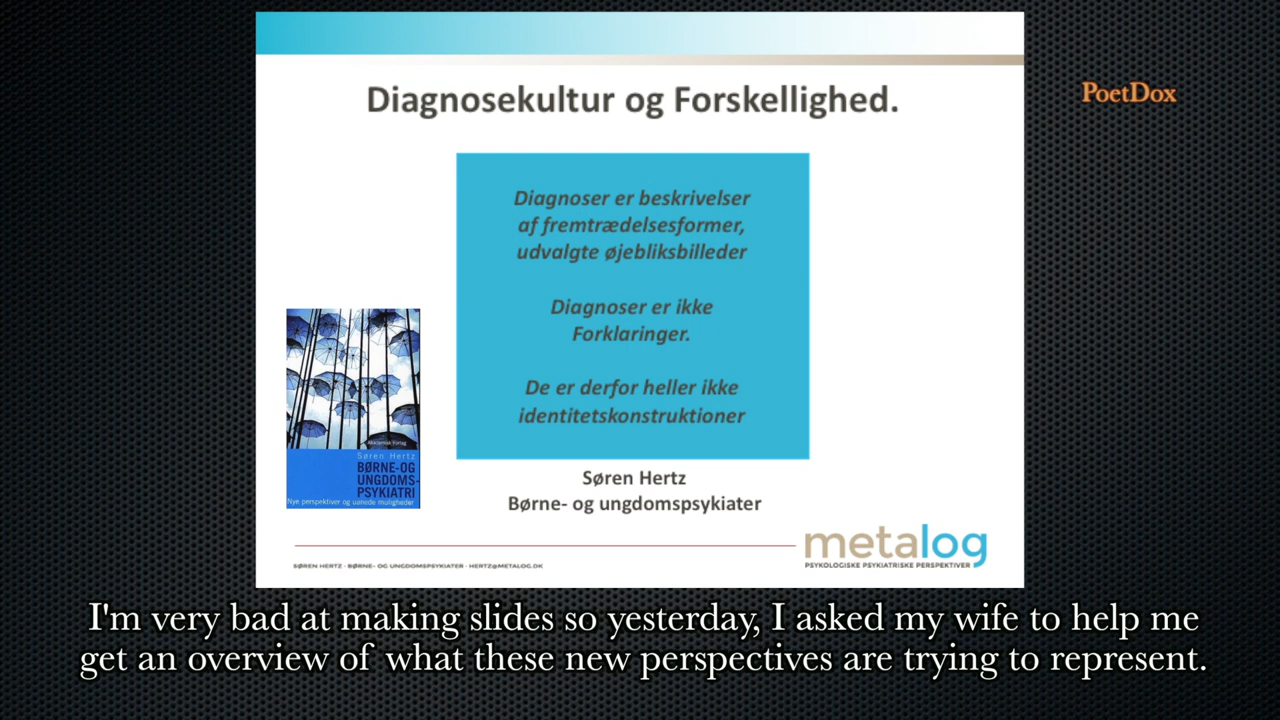 Diagnosekultur og Forskellighed.
PoetDox
Diagnoser er beskrivelser
af fremtrædelsesformer,
udvalgte øjebliksbilleder
Diagnoser er ikke
Forklaringer.
De er derfor heller ikke
identitetskonstruktioner
Akademisk Forlag
Søren Hertz
BØRNE-OG
UNGDOMS-
PSYKIATRI
Nye perspektiver og uanede muligheder
Søren Hertz
Børne- og ungdomspsykiater
metalog
PSYKOLOGISKE PSYKIATRISKE PERSPEKTIVER
SØREN HERTZ · BØRNE- OG UNGDOMSPSYKIATER · HERTZ@METALOG.DK
I'm very bad at making slides so yesterday, I asked my wife to help me
get an overview of what these new perspectives are trying to represent.